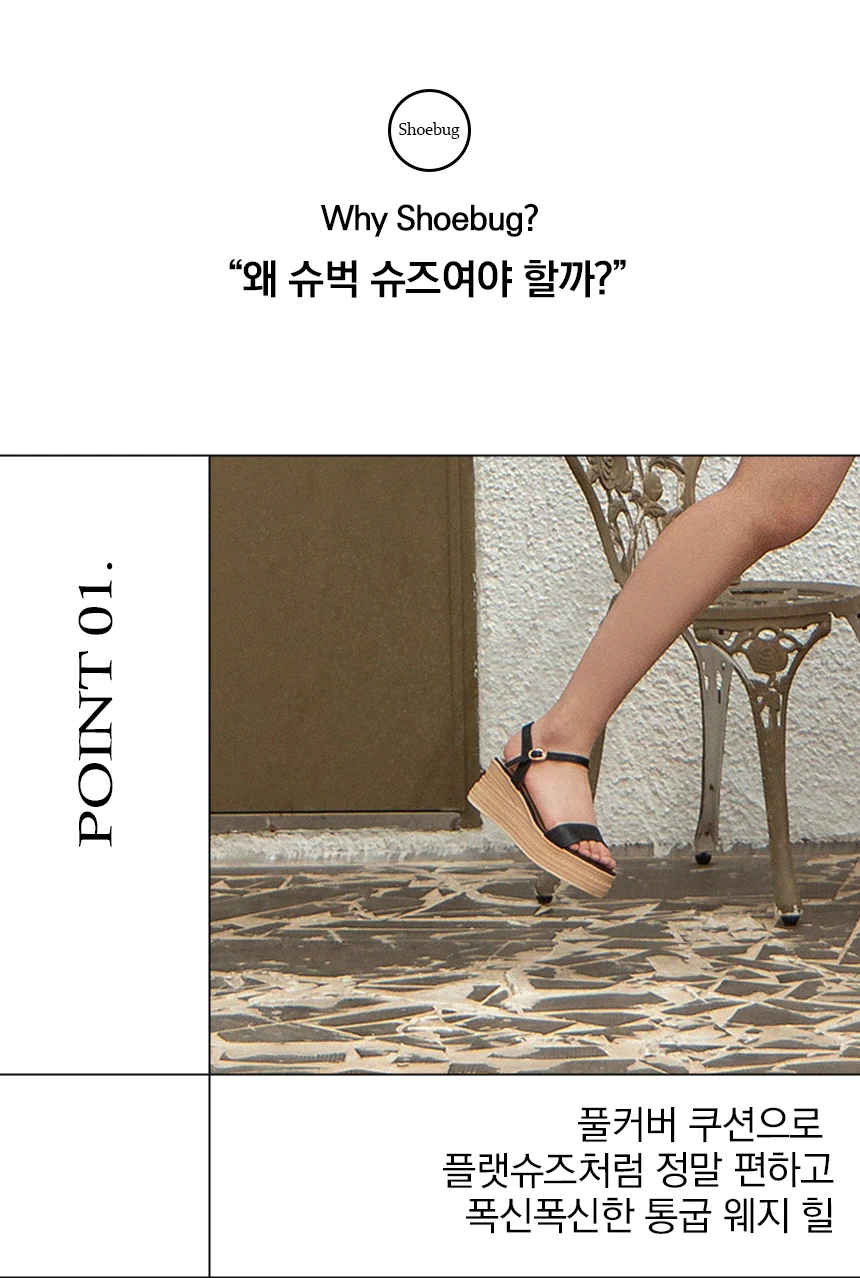 Shoebug
Why Shoebug?
“왜 슈벅 슈즈여야 할까?”
POINT 01.
풀커버 쿠션으로
플랫슈즈처럼 정말 편하고
폭신폭신한 통굽 웨지 힐